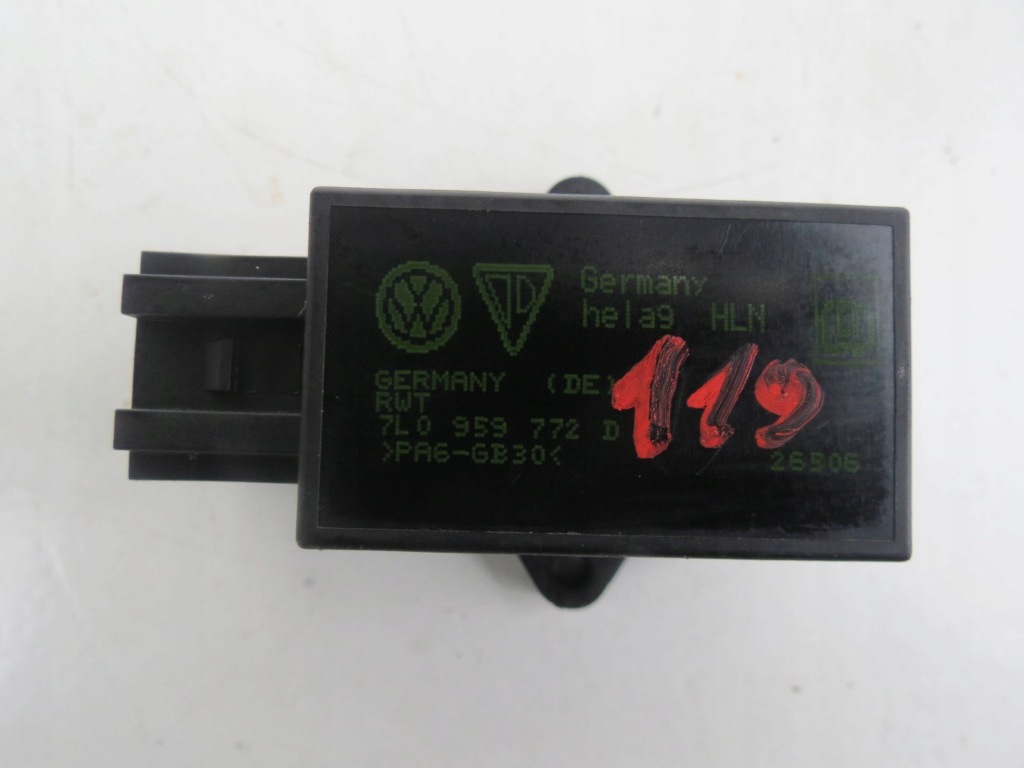 Germany
helag HLN
GERMANY (DE)
RWT
7L0 959 772 D
>PA6-GB30<
26506
119